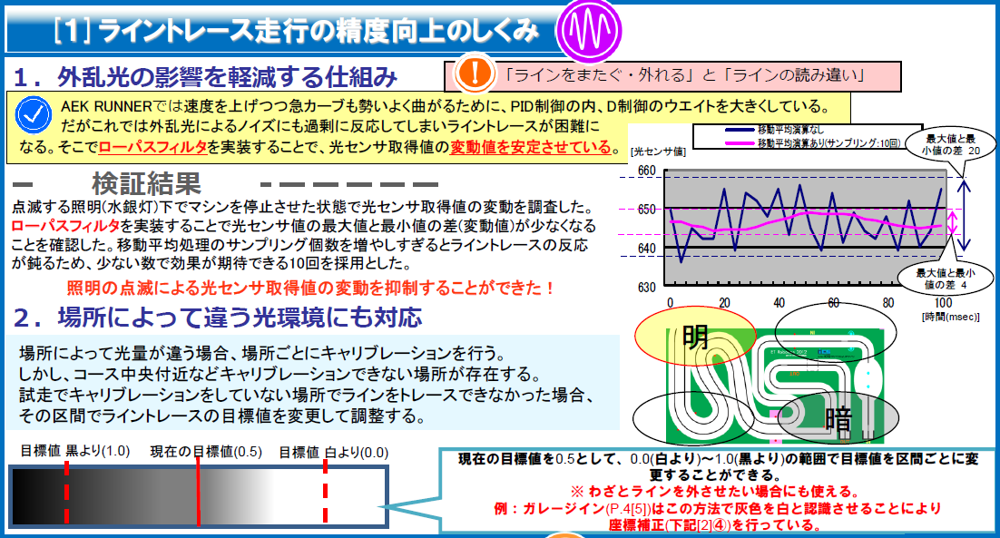 [1] ライントレース走行の精度向上のしくみ
１．外乱光の影響を軽減する仕組み
「ラインをまたぐ・外れる」と「ラインの読み違い」
AEK RUNNERでは速度を上げつつ急カーブも勢いよく曲がるために、PID制御の内、D制御のウエイトを大きくしている。
だがこれでは外乱光によるノイズにも過剰に反応してしまいライントレースが困難に
なる。そこでローパスフィルタを実装することで、光センサ取得値の変動値を安定させている。
検証結果
点滅する照明(水銀灯)下でマシンを停止させた状態で光センサ取得値の変動を調査した。
ローパスフィルタを実装することで光センサ値の最大値と最小値の差(変動値)が少なくなる
ことを確認した。移動平均処理のサンプリング個数を増やしすぎるとライントレースの反応
が鈍るため、少ない数で効果が期待できる10回を採用とした。
照明の点滅による光センサ取得値の変動を抑制することができた！
[光センサ値]
移動平均演算なし
移動平均演算あり(サンプリング:10回)
最大値と最
小値の差 20
660
650
640
630
最大値と最小
値の差 4
0 20 40 60 80 100
[時間(msec)]
２．場所によって違う光環境にも対応
場所によって光量が違う場合、場所ごとにキャリブレーションを行う。
しかし、コース中央付近などキャリブレーションできない場所が存在する。
試走でキャリブレーションをしていない場所でラインをトレースできなかった場合、
その区間でライントレースの目標値を変更して調整する。
明
暗
目標値 黒より(1.0) 現在の目標値(0.5) 目標値 白より(0.0)
現在の目標値を0.5として、0.0(白より)～1.0(黒より)の範囲で目標値を区間ごとに変
更することができる。
※ わざとラインを外させたい場合にも使える。
例：ガレージイン(P.4[5])はこの方法で灰色を白と認識させることにより
座標補正(下記[2]④)を行っている。